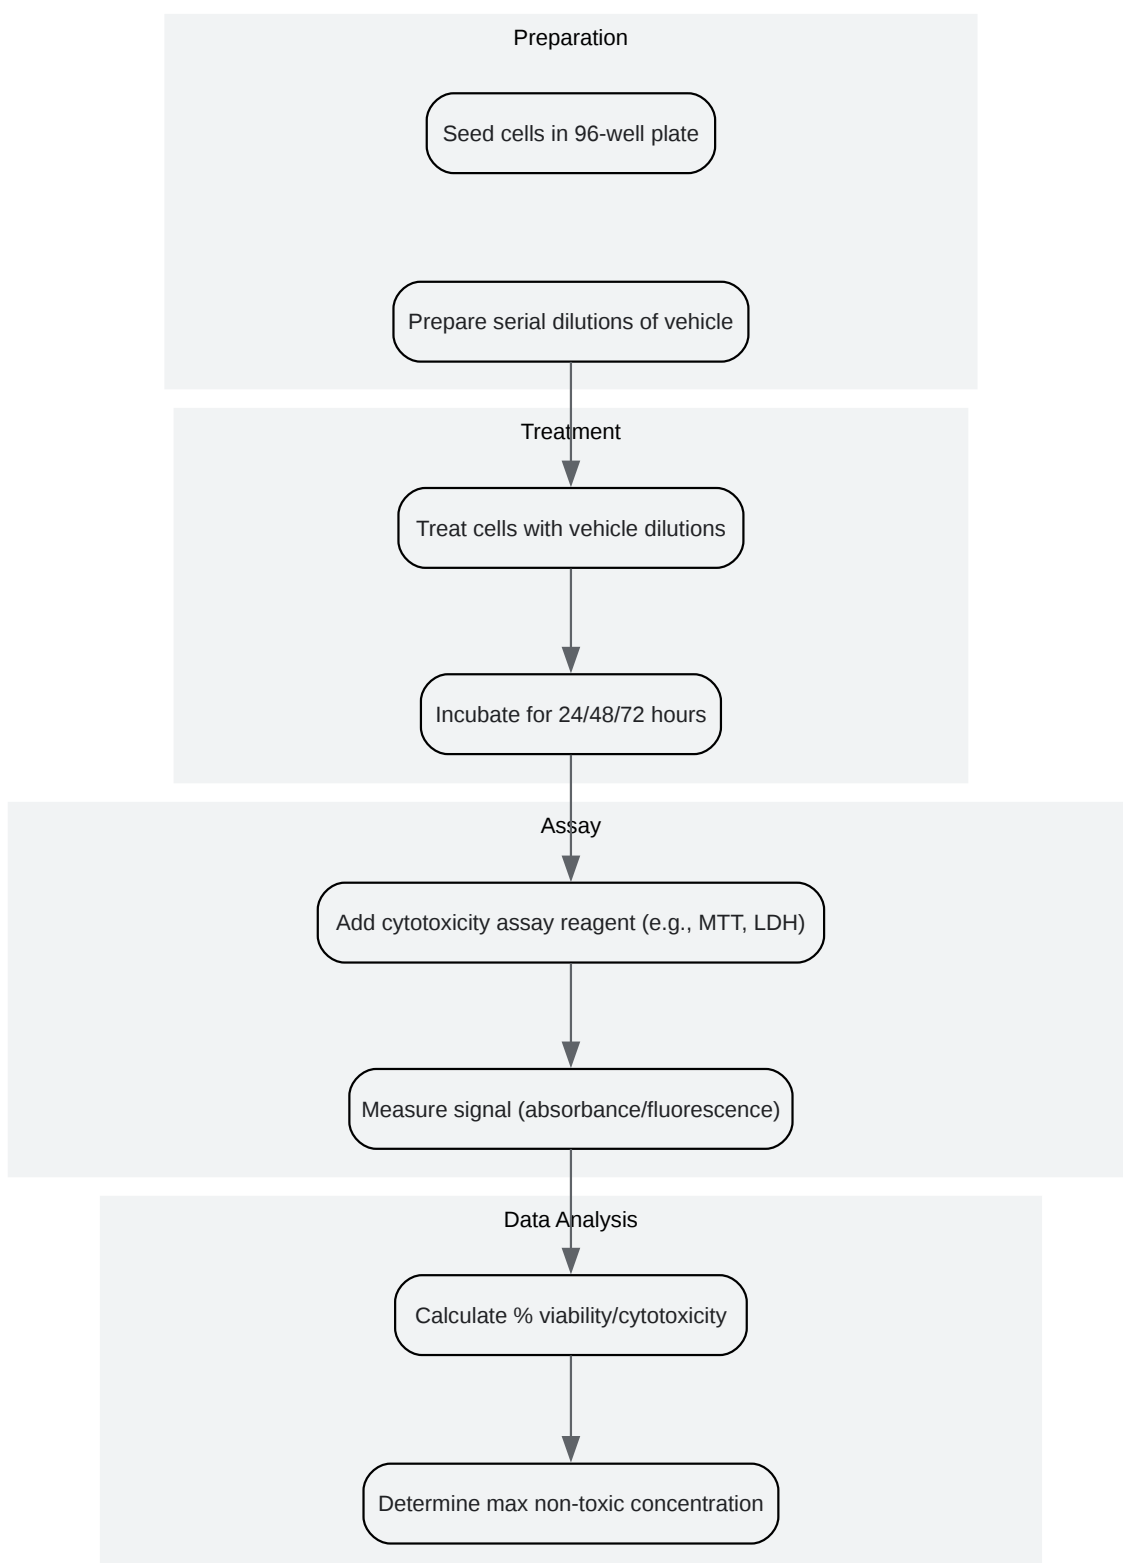 Preparation
Seed cells in 96-well plate
Prepare serial dilutions of vehicle
Treatment
Treat cells with vehicle dilutions
Incubate for 24/48/72 hours
Assay
Add cytotoxicity assay reagent (e.g., MTT, LDH)
Measure signal (absorbance/fluorescence)
Data Analysis
Calculate % viability/cytotoxicity
Determine max non-toxic concentration